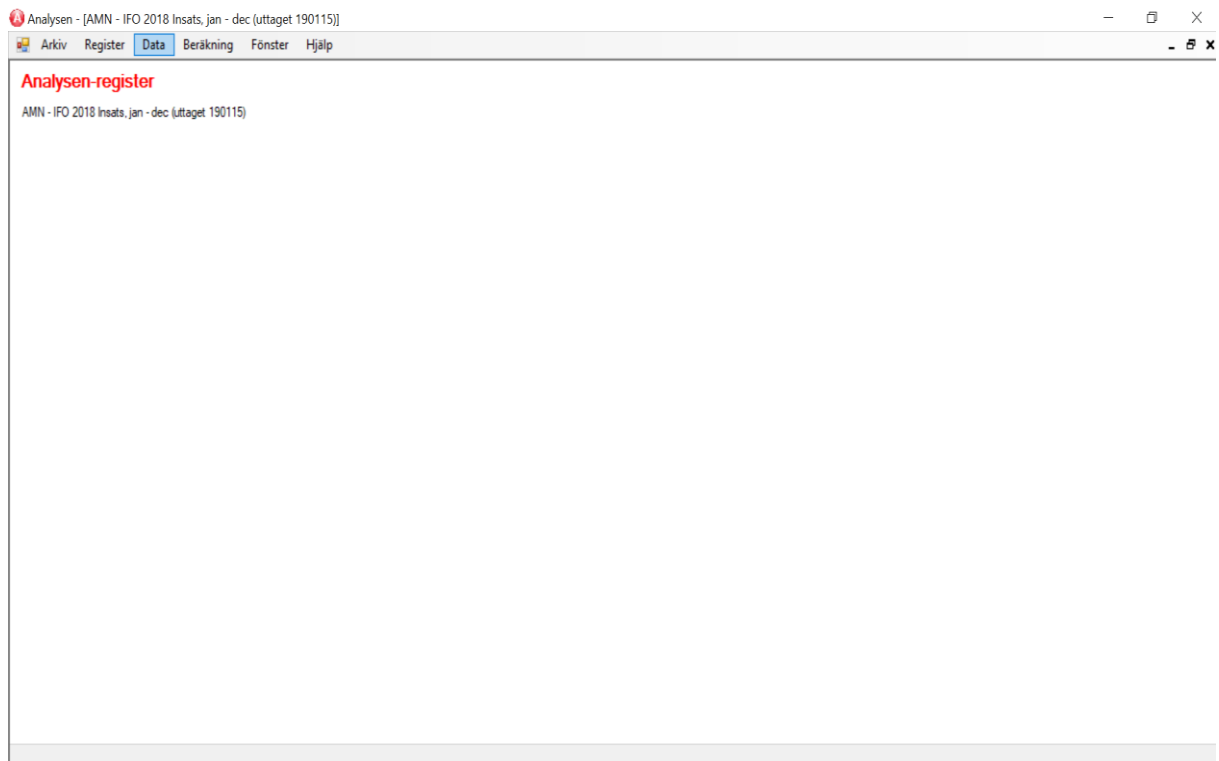 Analysen - [AMN - IFO 2018 Insats, jan - dec (uttaget 190115)]
Arkiv Register Data Beräkning Fönster Hjälp
Analysen-register
AMN - IFO 2018 Insats, jan - dec (uttaget 190115)